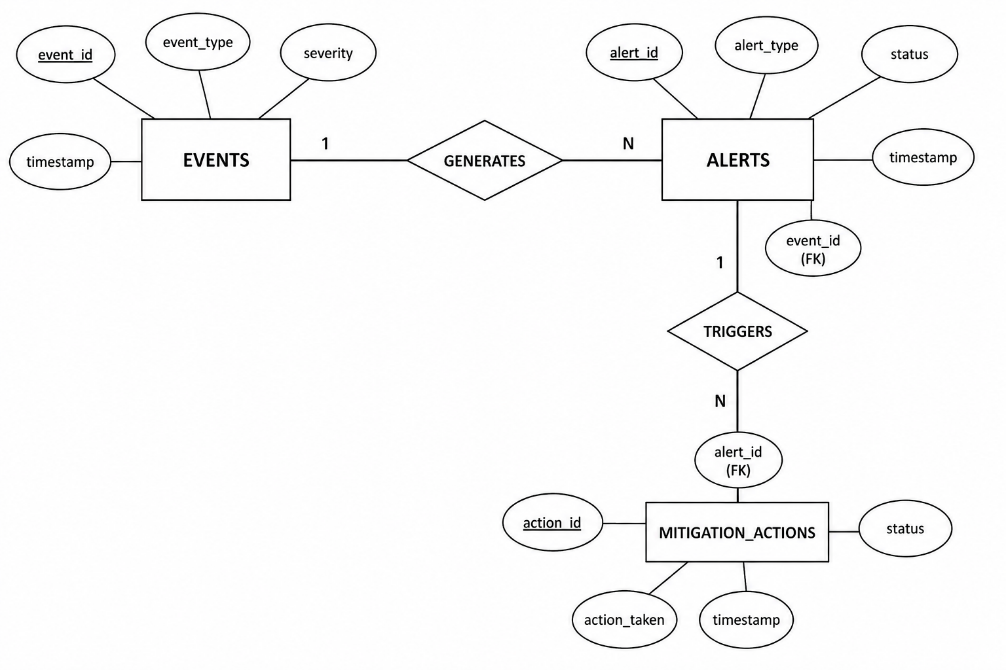 event_id
event_type
severity
timestamp
EVENTS
1
GENERATES
N
alert_id
alert_type
status
ALERTS
timestamp
event_id
(FK)
1
TRIGGERS
N
alert_id
(FK)
action_id
MITIGATION_ACTIONS
status
action_taken
timestamp